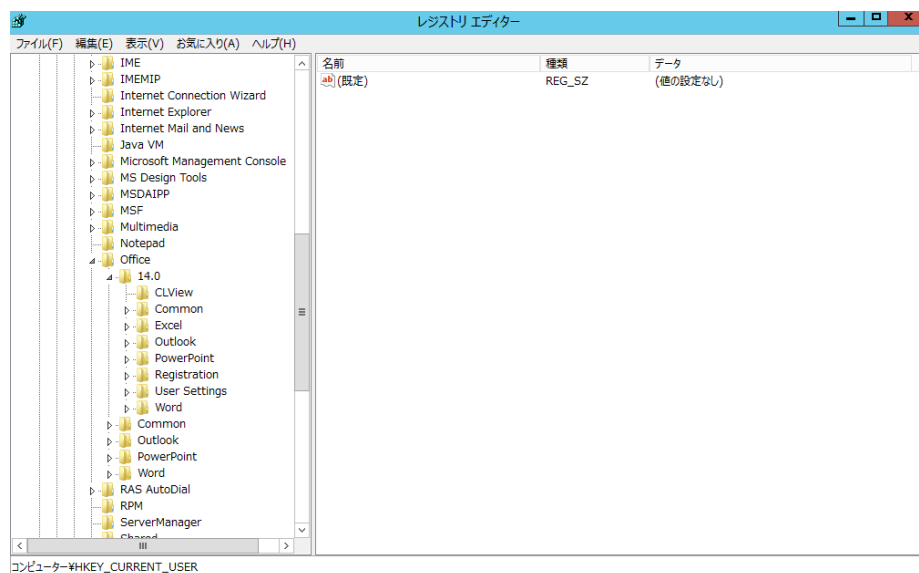 レジストリ エディター
ファイル(F) 編集(E) 表示(V) お気に入り(A) ヘルプ(H)
IME
IMEMIP
Internet Connection Wizard
Internet Explorer
Internet Mail and News
Java VM
Microsoft Management Console
MS Design Tools
MSDAIPP
MSF
Multimedia
Notepad
Office
14.0
CLView
Common
Excel
Outlook
PowerPoint
Registration
User Settings
Word
Common
Outlook
PowerPoint
Word
RAS AutoDial
RPM
ServerManager
Shared
名前 種類 データ
ab (既定) REG_SZ (値の設定なし)
コンピューター¥HKEY_CURRENT_USER